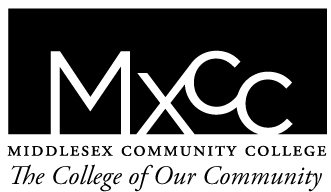 MxCC
MIDDLESEX COMMUNITY COLLEGE
The College of Our Community